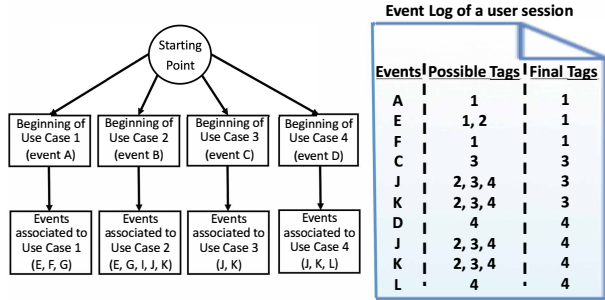 Starting
Point
Beginning of
Use Case 1
(event A)
Beginning of
Use Case 2
(event B)
Beginning of
Use Case 3
(event C)
Beginning of
Use Case 4
(event D)
Events
associated to
Use Case 1
(E, F, G)
Events
associated to
Use Case 2
(E, G, I, J, K)
Events
associated to
Use Case 3
(J, K)
Events
associated to
Use Case 4
(J, K, L)
Event Log of a user session
Events Possible Tags Final Tags
A 1 1
E 1, 2 1
F 1 1
C 3 3
J 2, 3, 4 3
K 2, 3, 4 3
D 4 4
J 2, 3, 4 4
K 2, 3, 4 4
L 4 4